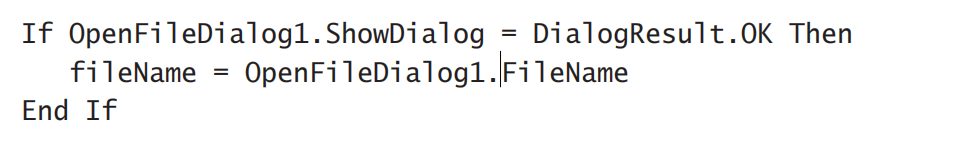 If OpenFileDialog1.ShowDialog = DialogResult.OK Then
   fileName = OpenFileDialog1.FileName
End If